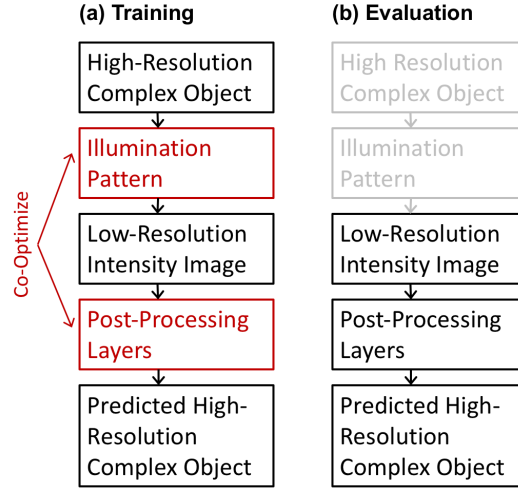 (a) Training
High-Resolution
Complex Object
Illumination
Pattern
Low-Resolution
Intensity Image
Post-Processing
Layers
Predicted High-
Resolution
Complex Object
Co-Optimize
(b) Evaluation
High Resolution
Complex Object
Illumination
Pattern
Low-Resolution
Intensity Image
Post-Processing
Layers
Predicted High-
Resolution
Complex Object